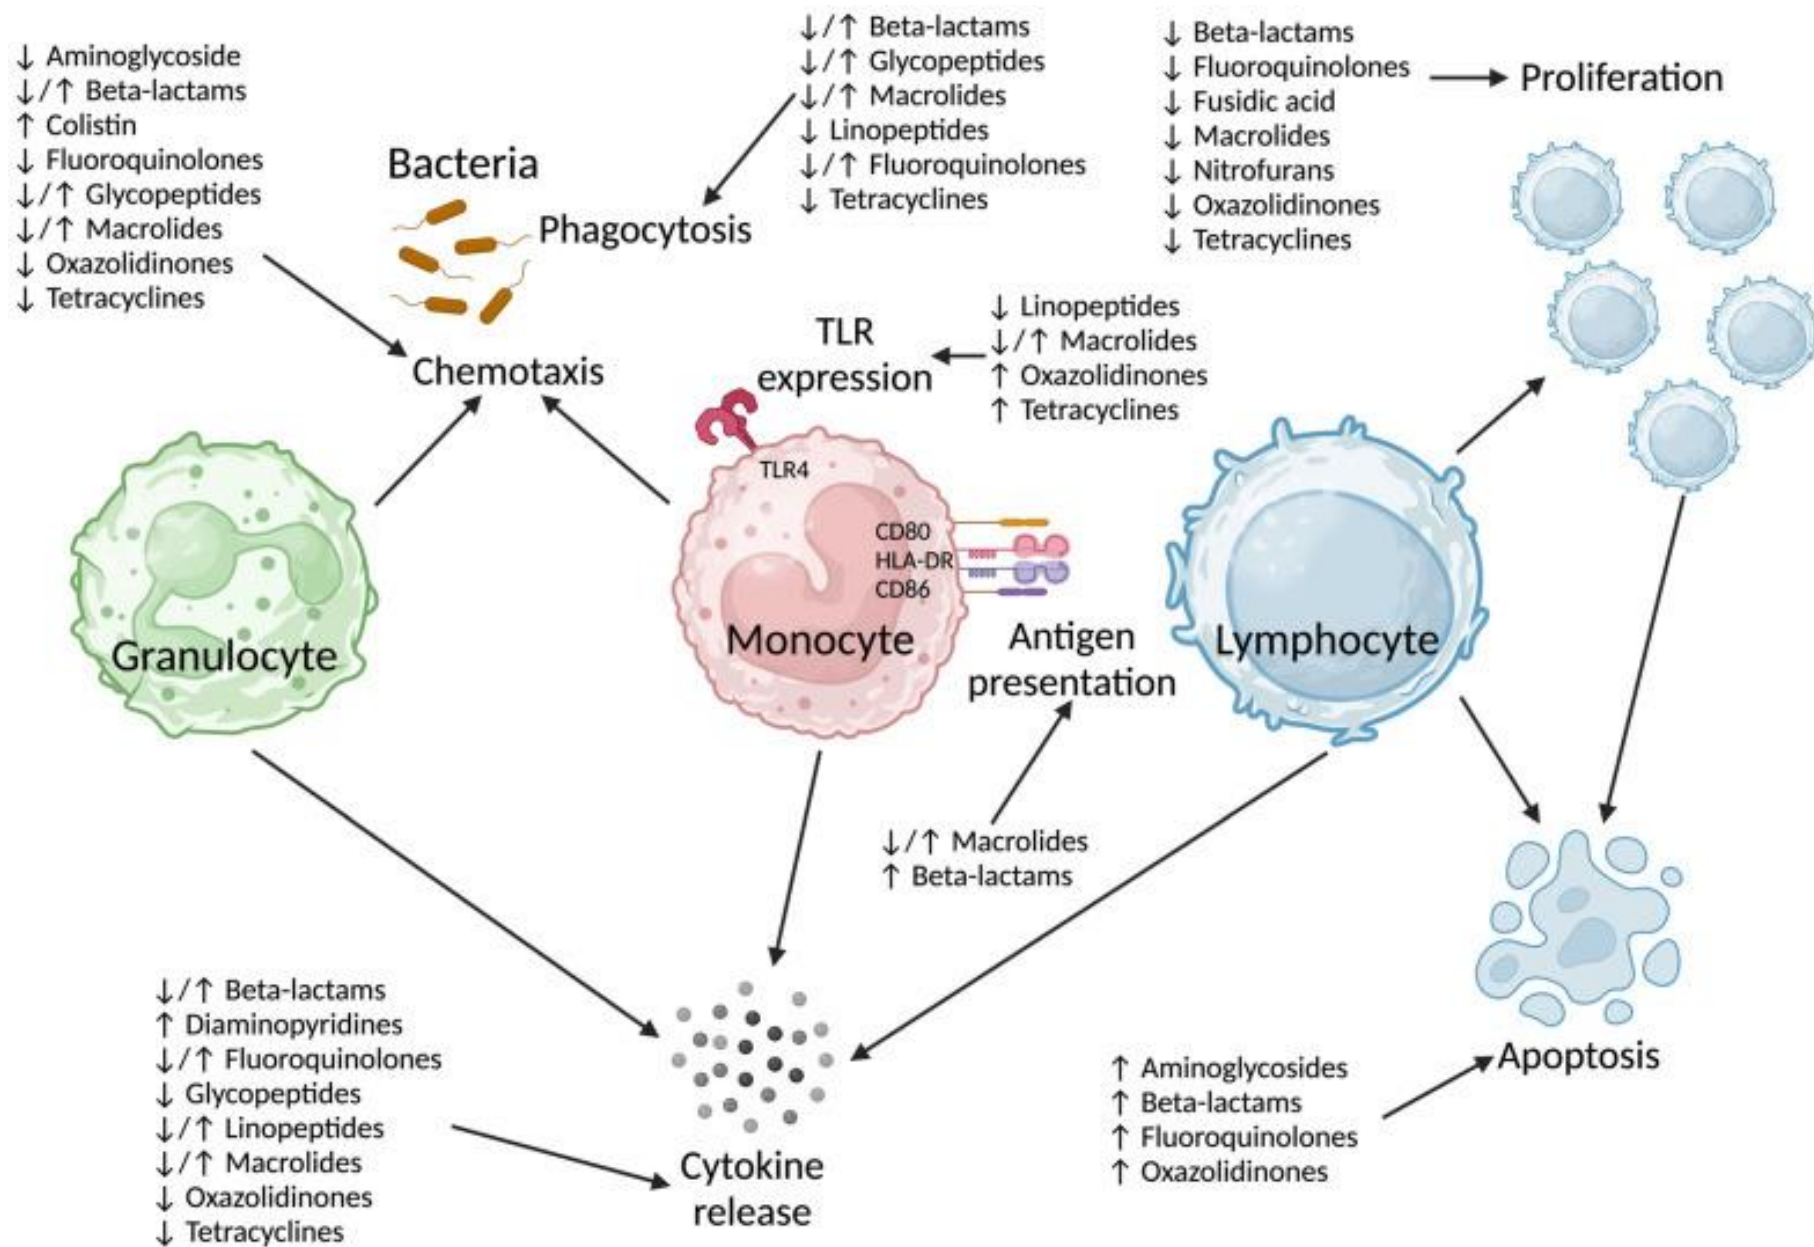 ↓ Aminoglycoside
↓/↑ Beta-lactams
↑ Colistin
↓ Fluoroquinolones
↓/↑ Glycopeptides
↓/↑ Macrolides
↓ Oxazolidinones
↓ Tetracyclines
Bacteria
Phagocytosis
↓/↑ Beta-lactams
↓/↑ Glycopeptides
↓/↑ Macrolides
↓ Linopeptides
↓/↑ Fluoroquinolones
↓ Tetracyclines
↓ Beta-lactams
↓ Fluoroquinolones
↓ Fusidic acid
↓ Macrolides
↓ Nitrofurans
↓ Oxazolidinones
↓ Tetracyclines
Proliferation
Chemotaxis
TLR
expression
↓ Linopeptides
↓/↑ Macrolides
↑ Oxazolidinones
↑ Tetracyclines
TLR4
CD80
HLA-DR
CD86
Granulocyte
Monocyte
Antigen
presentation
Lymphocyte
↓/↑ Macrolides
↑ Beta-lactams
↓/↑ Beta-lactams
↑ Diaminopyridines
↓/↑ Fluoroquinolones
↓ Glycopeptides
↓/↑ Linopeptides
↓/↑ Macrolides
↓ Oxazolidinones
↓ Tetracyclines
Cytokine
release
↑ Aminoglycosides
↑ Beta-lactams
↑ Fluoroquinolones
↑ Oxazolidinones
Apoptosis